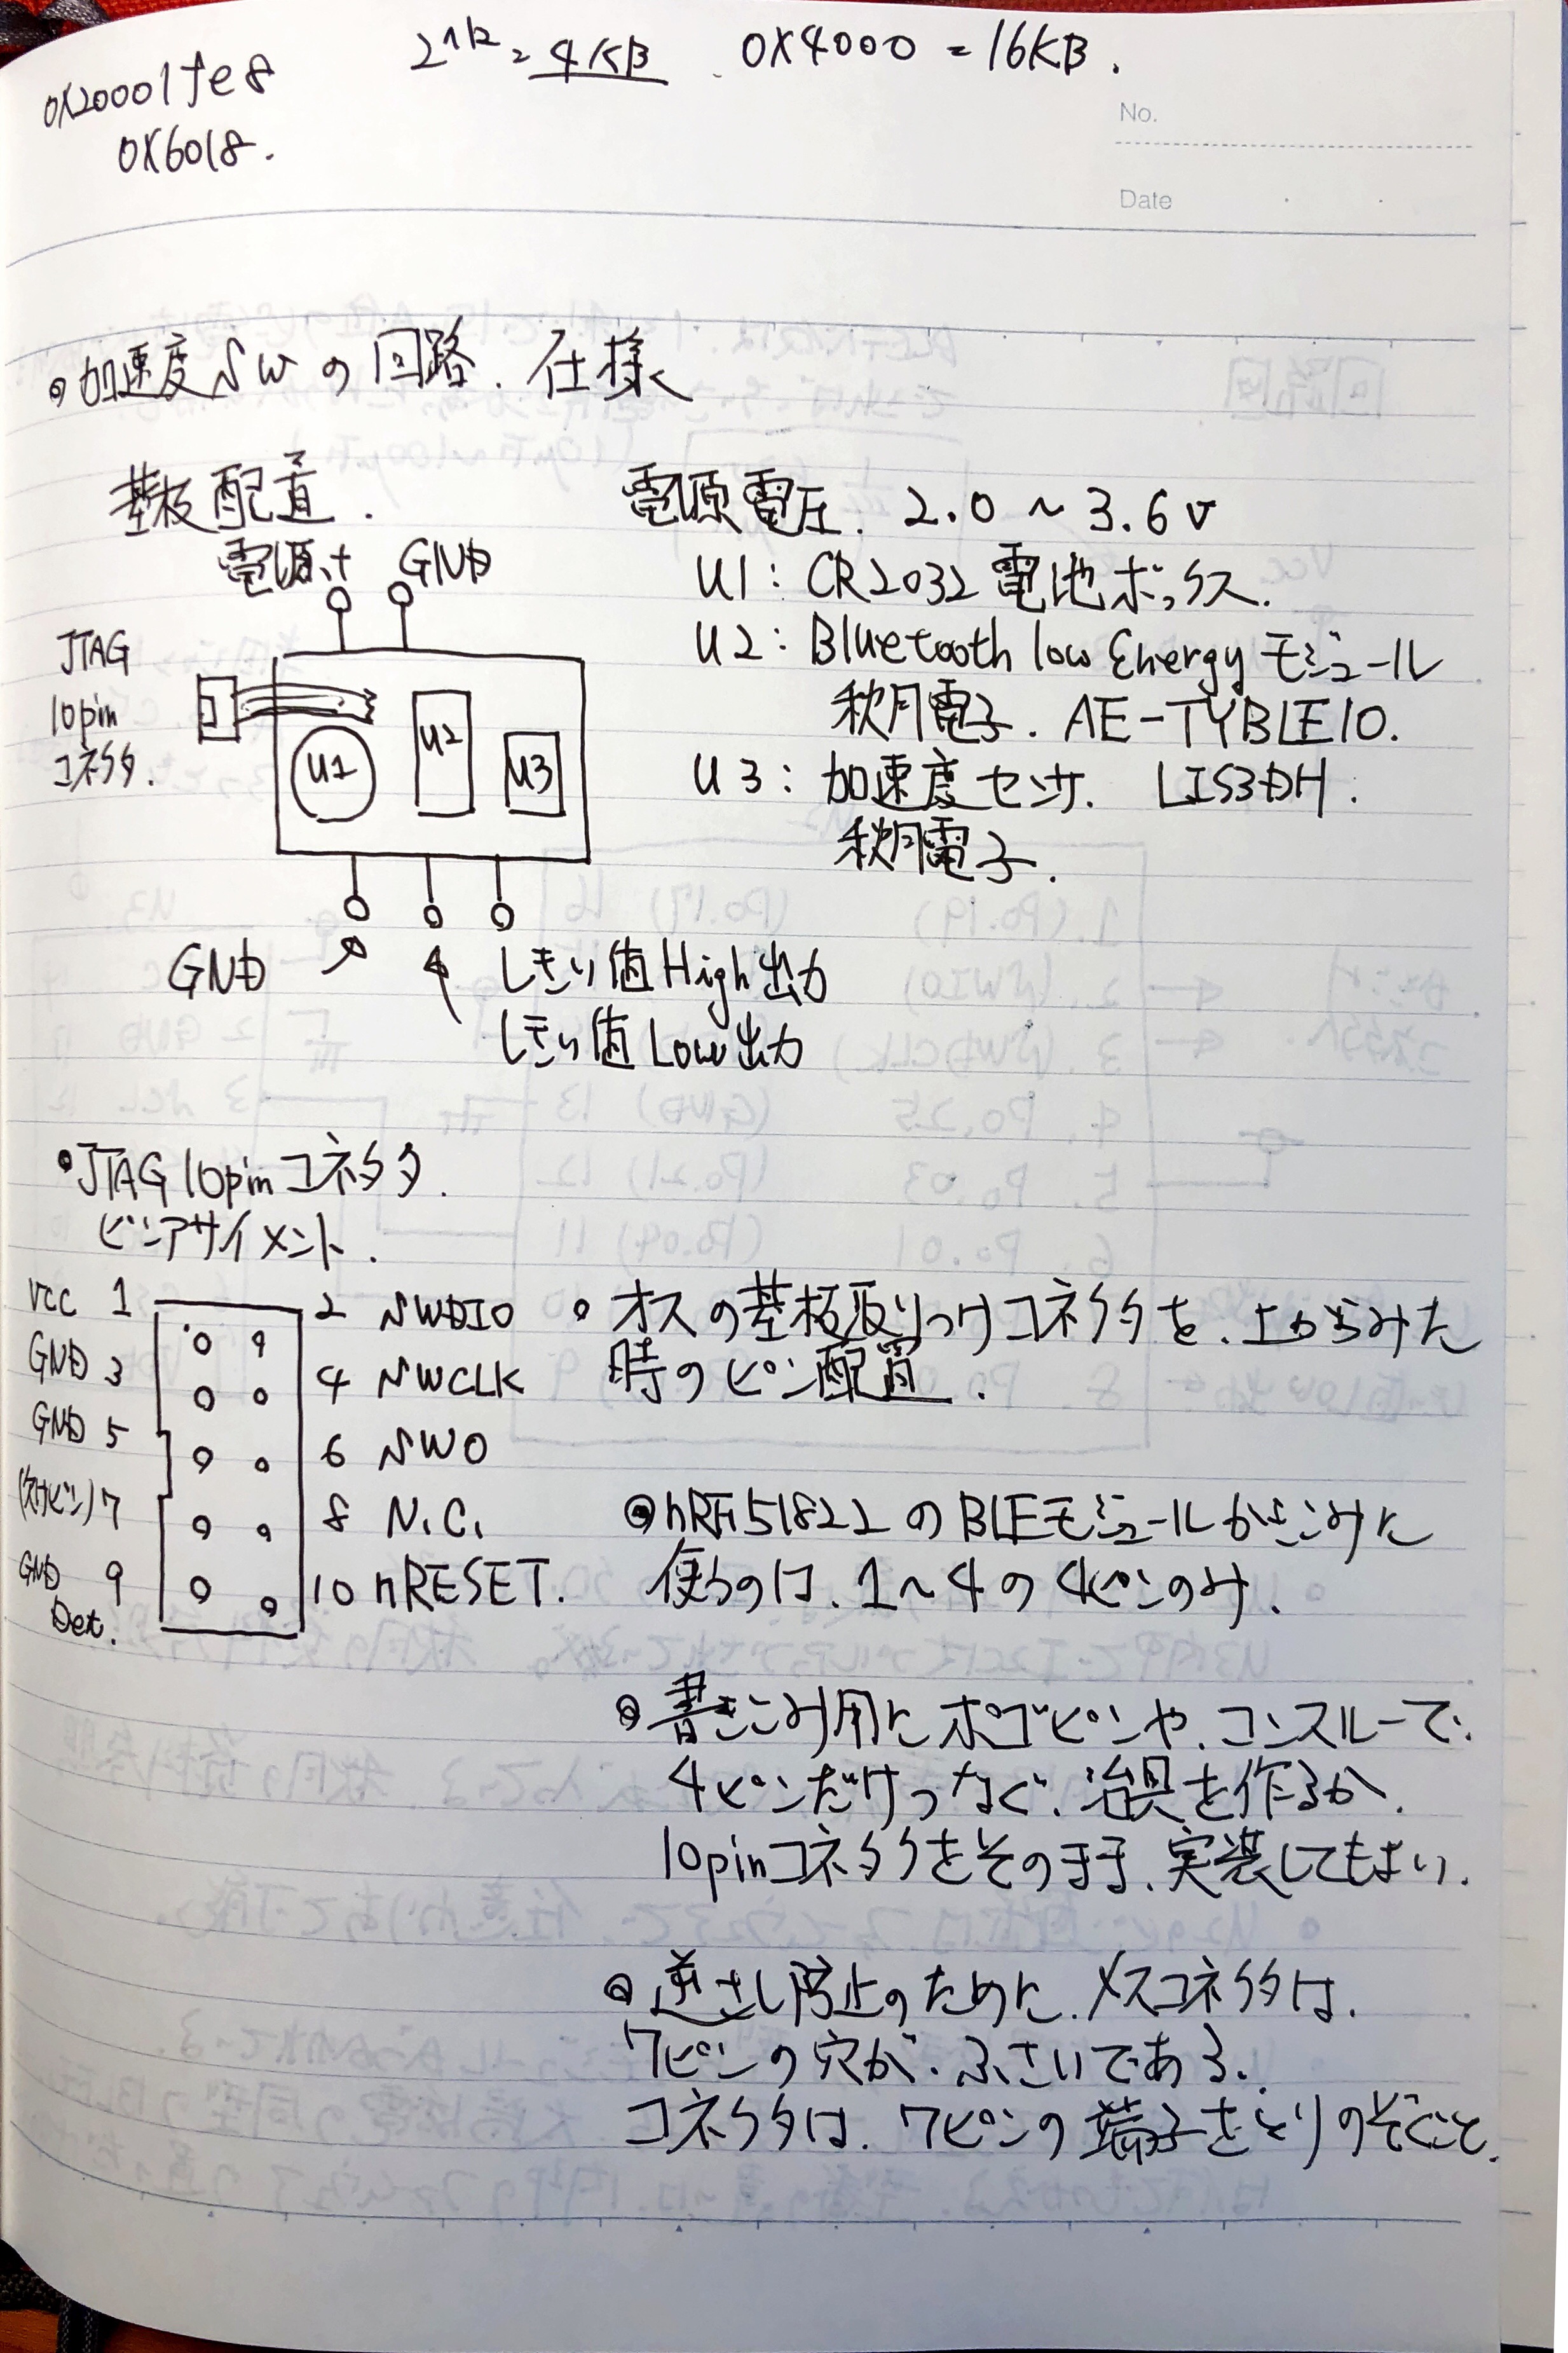 2^12 = 4KB 0x4000 = 16KB.
0x20001fe8
0x6018.
No.
Date
加速度SWの回路. 仕様
基板配置.
電源+ GND
JTAG
10pin
コネクタ.
U1
U2
U3
GND
しきい値High出力
しきい値Low出力
電源電圧. 2.0～3.6V
U1: CR2032電池ボックス.
U2: Bluetooth low Energyモジュール
秋月電子. AE-TYBLE10.
U3: 加速度センサ. LIS3DH.
秋月電子.
JTAG 10pinコネクタ.
ピンアサイメント.
VCC 1 2 SWDIO
GND 3 4 SWCLK
GND 5 6 SWO
(欠けピン) 7 8 N.C.
GND 9 10 nRESET.
Det.
オスの基板取りつけコネクタを、上からみた
時のピン配置.
nRF51822のBLEモジュールかきこみに
使うのは、1～4の4ピンのみ.
書きこみ用にポゴピンや、コンスルーで、
4ピンだけつなぐ、治具を作るか、
10pinコネクタをそのまま、実装してもよい.
逆さし防止のために、メスコネクタは、
7ピンの穴が、ふさいである.
コネクタは、7ピンの端子をとりのぞくこと.